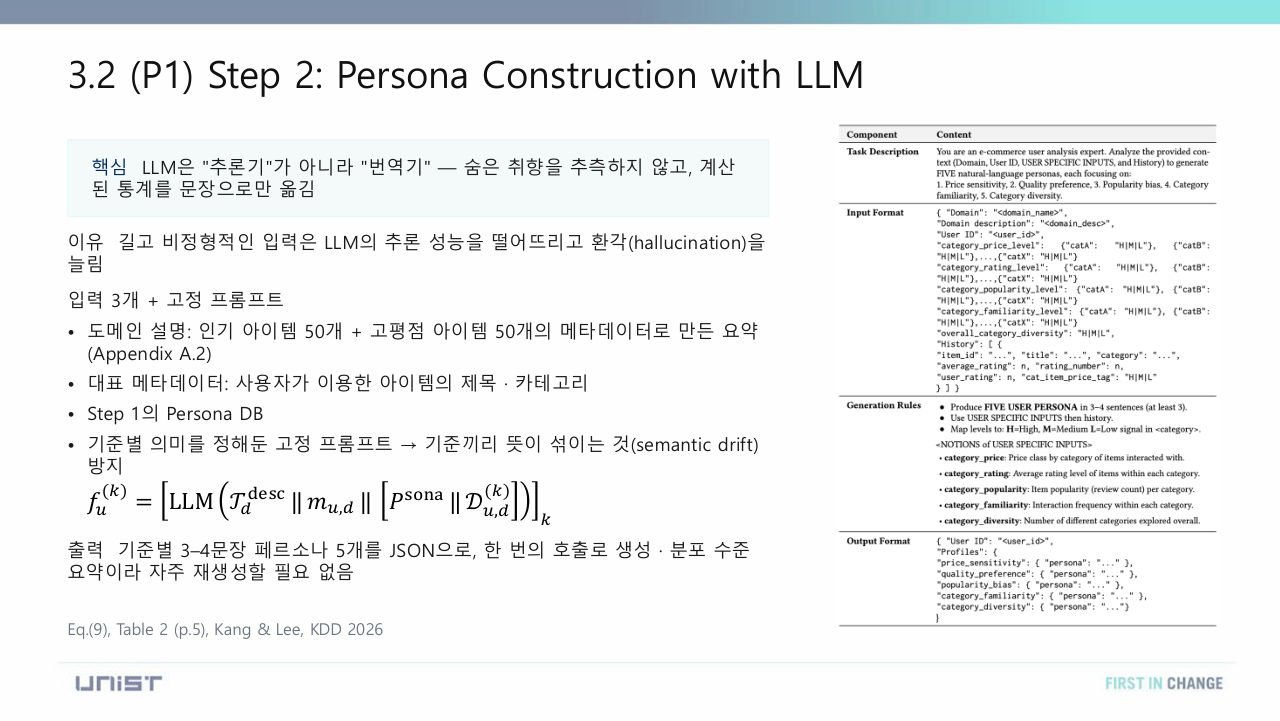 3.2 (P1) Step 2: Persona Construction with LLM
핵심 LLM은 "추론기"가 아니라 "번역기" — 숨은 취향을 추측하지 않고, 계산
된 통계를 문장으로만 옮김
이유 길고 비정형적인 입력은 LLM의 추론 성능을 떨어뜨리고 환각(hallucination)을
늘림
입력 3개 + 고정 프롬프트
• 도메인 설명: 인기 아이템 50개 + 고평점 아이템 50개의 메타데이터로 만든 요약
(Appendix A.2)
• 대표 메타데이터: 사용자가 이용한 아이템의 제목 · 카테고리
• Step 1의 Persona DB
• 기준별 의미를 정해둔 고정 프롬프트 → 기준끼리 뜻이 섞이는 것(semantic drift)
방지
f_u^(k) = [LLM (𝒯_d^desc ∥ m_{u,d} ∥ [P^sona ∥ 𝒟_{u,d}^(k)])]_k
출력 기준별 3–4문장 페르소나 5개를 JSON으로, 한 번의 호출로 생성 · 분포 수준
요약이라 자주 재생성할 필요 없음
Eq.(9), Table 2 (p.5), Kang & Lee, KDD 2026
Component Content
Task Description You are an e-commerce user analysis expert. Analyze the provided con-
text (Domain, User ID, USER SPECIFIC INPUTS, and History) to generate
FIVE natural-language personas, each focusing on:
1. Price sensitivity, 2. Quality preference, 3. Popularity bias, 4. Category
familiarity, 5. Category diversity.
Input Format { "Domain": "<domain_name>",
"Domain description": "<domain_desc>",
"User ID": "<user_id>",
"category_price_level": {"catA": "H|M|L"}, {"catB":
"H|M|L"},...,{"catX": "H|M|L"}
"category_rating_level": {"catA": "H|M|L"}, {"catB":
"H|M|L"},...,{"catX": "H|M|L"}
"category_popularity_level": {"catA": "H|M|L"}, {"catB":
"H|M|L"},...,{"catX": "H|M|L"}
"category_familiarity_level": {"catA": "H|M|L"}, {"catB":
"H|M|L"},...,{"catX": "H|M|L"}
"overall_category_diversity": "H|M|L",
"History": [ {
"item_id": "...", "title": "...", "category": "...",
"average_rating": n, "rating_number": n,
"user_rating": n, "cat_item_price_tag": "H|M|L"
} ] }
Generation Rules • Produce FIVE USER PERSONA in 3–4 sentences (at least 3).
• Use USER SPECIFIC INPUTS then history.
• Map levels to: H=High, M=Medium L=Low signal in <category>.
<NOTIONS of USER SPECIFIC INPUTS>
• category_price: Price class by category of items interacted with.
• category_rating: Average rating level of items within each category.
• category_popularity: Item popularity (review count) per category.
• category_familiarity: Interaction frequency within each category.
• category_diversity: Number of different categories explored overall.
Output Format { "User ID": "<user_id>",
"Profiles": {
"price_sensitivity": { "persona": "..." },
"quality_preference": { "persona": "..." },
"popularity_bias": { "persona": "..." },
"category_familiarity": { "persona": "..." },
"category_diversity": { "persona": "..."}
}
UNIST
FIRST IN CHANGE